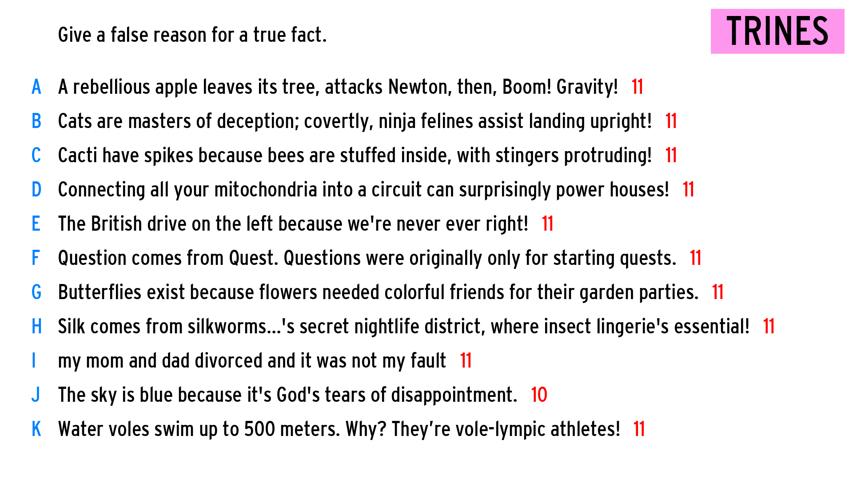 Give a false reason for a true fact.
TRINES
A A rebellious apple leaves its tree, attacks Newton, then, Boom! Gravity! 11
B Cats are masters of deception; covertly, ninja felines assist landing upright! 11
C Cacti have spikes because bees are stuffed inside, with stingers protruding! 11
D Connecting all your mitochondria into a circuit can surprisingly power houses! 11
E The British drive on the left because we're never ever right! 11
F Question comes from Quest. Questions were originally only for starting quests. 11
G Butterflies exist because flowers needed colorful friends for their garden parties. 11
H Silk comes from silkworms...'s secret nightlife district, where insect lingerie's essential! 11
I my mom and dad divorced and it was not my fault 11
J The sky is blue because it's God's tears of disappointment. 10
K Water voles swim up to 500 meters. Why? They’re vole-lympic athletes! 11